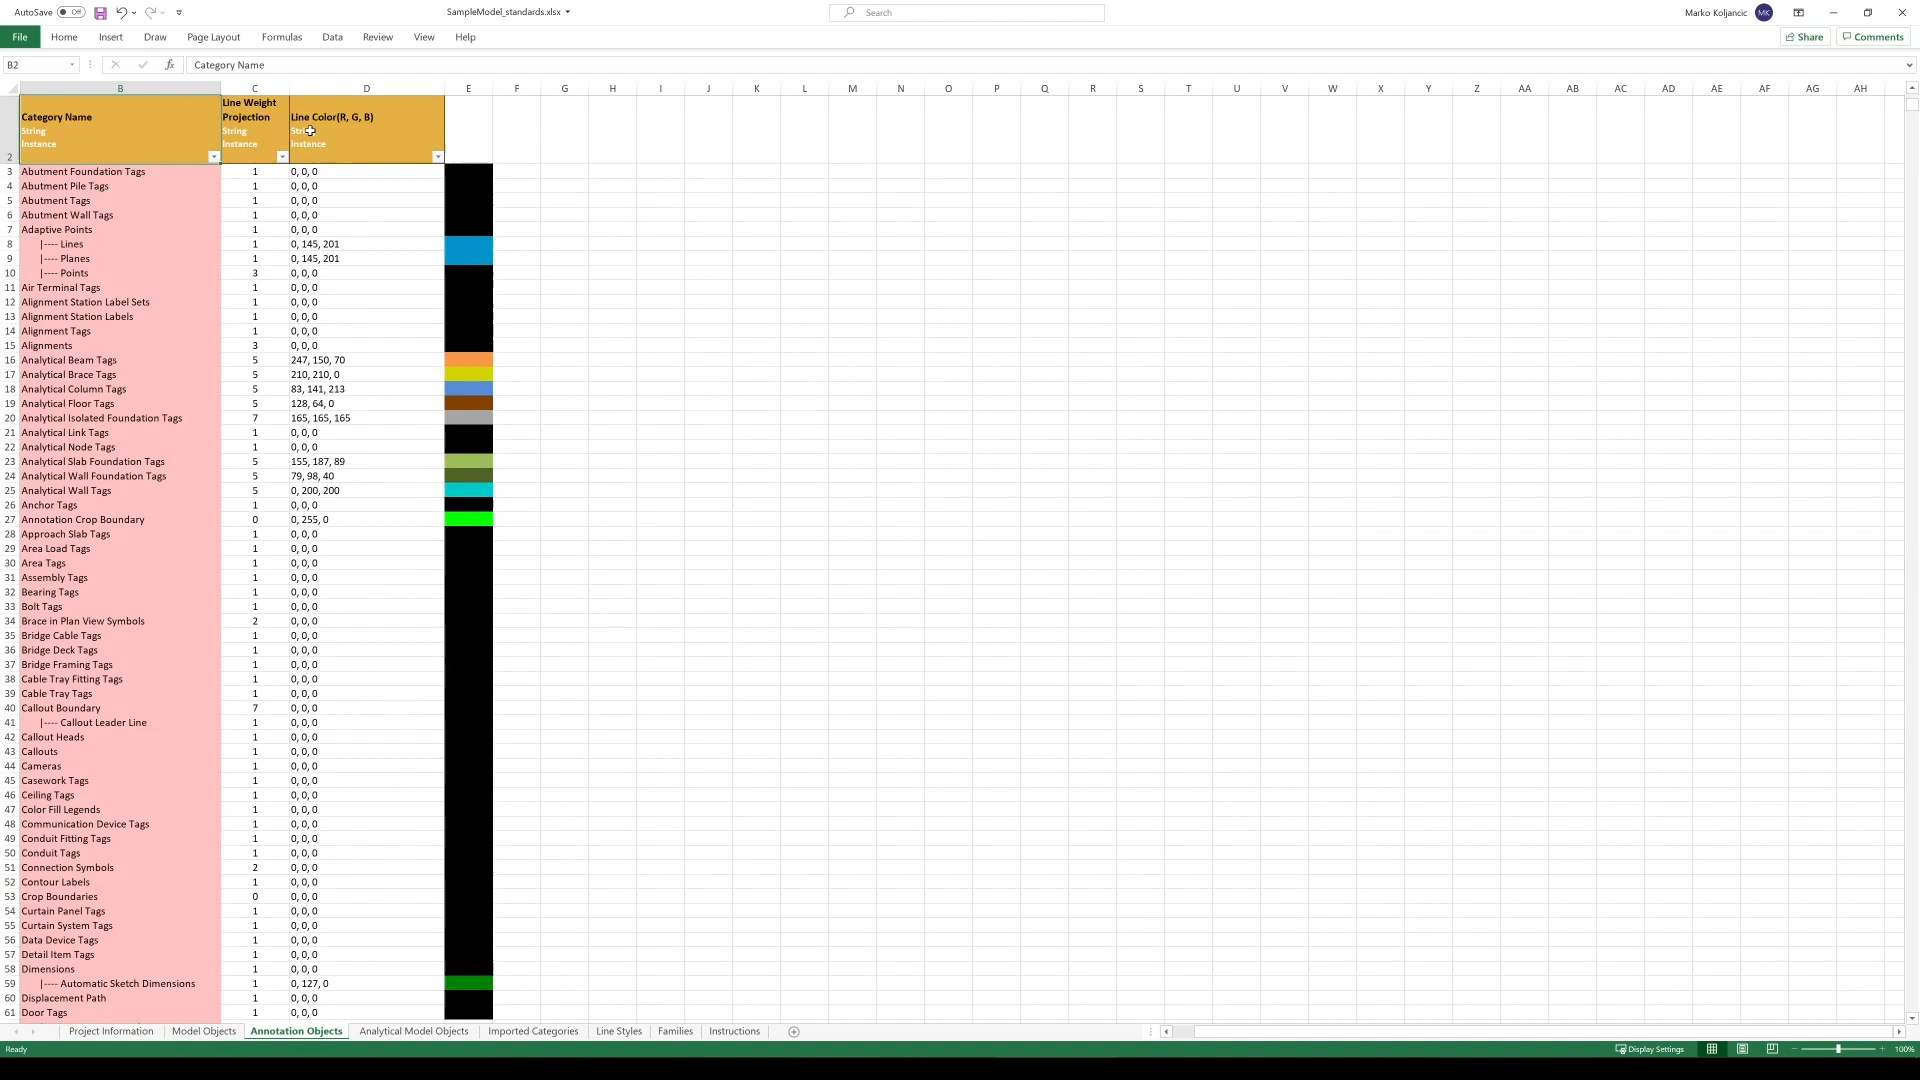 AutoSave Off SampleModel_standards.xlsx Search Marko Koljancic MK
File Home Insert Draw Page Layout Formulas Data Review View Help Share Comments
B2 fx Category Name
B C D E F G H I J K L M N O P Q R S T U V W X Y Z AA AB AC AD AE AF AG AH
Line Weight
Category Name Projection Line Color(R, G, B)
String String String
Instance Instance Instance
2
3 Abutment Foundation Tags 1 0, 0, 0
4 Abutment Pile Tags 1 0, 0, 0
5 Abutment Tags 1 0, 0, 0
6 Abutment Wall Tags 1 0, 0, 0
7 Adaptive Points 1 0, 0, 0
8 |---- Lines 1 0, 145, 201
9 |---- Planes 1 0, 145, 201
10 |---- Points 3 0, 0, 0
11 Air Terminal Tags 1 0, 0, 0
12 Alignment Station Label Sets 1 0, 0, 0
13 Alignment Station Labels 1 0, 0, 0
14 Alignment Tags 1 0, 0, 0
15 Alignments 3 0, 0, 0
16 Analytical Beam Tags 5 247, 150, 70
17 Analytical Brace Tags 5 210, 210, 0
18 Analytical Column Tags 5 83, 141, 213
19 Analytical Floor Tags 5 128, 64, 0
20 Analytical Isolated Foundation Tags 7 165, 165, 165
21 Analytical Link Tags 1 0, 0, 0
22 Analytical Node Tags 1 0, 0, 0
23 Analytical Slab Foundation Tags 5 155, 187, 89
24 Analytical Wall Foundation Tags 5 79, 98, 40
25 Analytical Wall Tags 5 0, 200, 200
26 Anchor Tags 1 0, 0, 0
27 Annotation Crop Boundary 0 0, 255, 0
28 Approach Slab Tags 1 0, 0, 0
29 Area Load Tags 1 0, 0, 0
30 Area Tags 1 0, 0, 0
31 Assembly Tags 1 0, 0, 0
32 Bearing Tags 1 0, 0, 0
33 Bolt Tags 1 0, 0, 0
34 Brace in Plan View Symbols 2 0, 0, 0
35 Bridge Cable Tags 1 0, 0, 0
36 Bridge Deck Tags 1 0, 0, 0
37 Bridge Framing Tags 1 0, 0, 0
38 Cable Tray Fitting Tags 1 0, 0, 0
39 Cable Tray Tags 1 0, 0, 0
40 Callout Boundary 7 0, 0, 0
41 |---- Callout Leader Line 1 0, 0, 0
42 Callout Heads 1 0, 0, 0
43 Callouts 1 0, 0, 0
44 Cameras 1 0, 0, 0
45 Casework Tags 1 0, 0, 0
46 Ceiling Tags 1 0, 0, 0
47 Color Fill Legends 1 0, 0, 0
48 Communication Device Tags 1 0, 0, 0
49 Conduit Fitting Tags 1 0, 0, 0
50 Conduit Tags 1 0, 0, 0
51 Connection Symbols 2 0, 0, 0
52 Contour Labels 1 0, 0, 0
53 Crop Boundaries 0 0, 0, 0
54 Curtain Panel Tags 1 0, 0, 0
55 Curtain System Tags 1 0, 0, 0
56 Data Device Tags 1 0, 0, 0
57 Detail Item Tags 1 0, 0, 0
58 Dimensions 1 0, 0, 0
59 |---- Automatic Sketch Dimensions 1 0, 127, 0
60 Displacement Path 1 0, 0, 0
61 Door Tags 1 0, 0, 0
Project Information Model Objects Annotation Objects Analytical Model Objects Imported Categories Line Styles Families Instructions
Ready Display Settings 100%